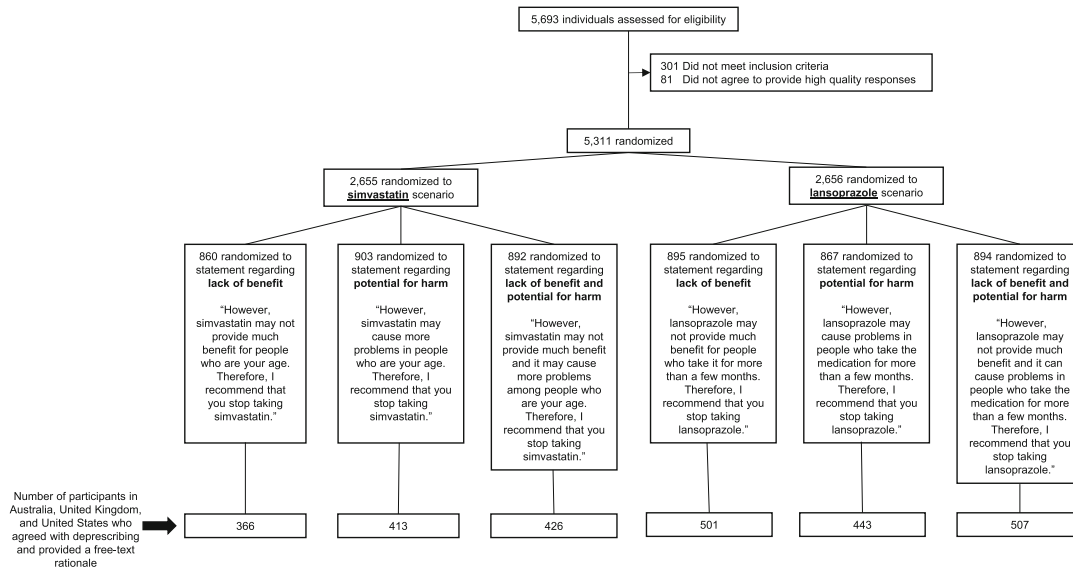 5,693 individuals assessed for eligibility
301 Did not meet inclusion criteria
81 Did not agree to provide high quality responses
5,311 randomized
2,655 randomized to
simvastatin scenario
2,656 randomized to
lansoprazole scenario
860 randomized to
statement regarding
lack of benefit
“However,
simvastatin may not
provide much
benefit for people
who are your age.
Therefore, I
recommend that
you stop taking
simvastatin.”
903 randomized to
statement regarding
potential for harm
“However,
simvastatin may
cause more
problems in people
who are your age.
Therefore, I
recommend that you
stop taking
simvastatin.”
892 randomized to
statement regarding
lack of benefit and
potential for harm
“However,
simvastatin may not
provide much benefit
and it may cause
more problems
among people who
are your age.
Therefore, I
recommend that you
stop taking
simvastatin.”
895 randomized to
statement regarding
lack of benefit
“However,
lansoprazole may
not provide much
benefit for people
who take it for more
than a few months.
Therefore, I
recommend that you
stop taking
lansoprazole.”
867 randomized to
statement regarding
potential for harm
“However,
lansoprazole may
cause problems in
people who take the
medication for more
than a few months.
Therefore, I
recommend that you
stop taking
lansoprazole.”
894 randomized to
statement regarding
lack of benefit and
potential for harm
“However,
lansoprazole may
not provide much
benefit and it can
cause problems in
people who take the
medication for more
than a few months.
Therefore, I
recommend that you
stop taking
lansoprazole.”
Number of participants in
Australia, United Kingdom,
and United States who
agreed with deprescribing
and provided a free-text
rationale
366
413
426
501
443
507